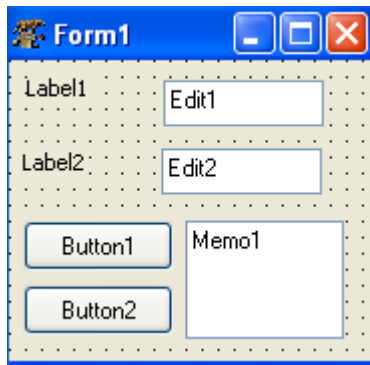 Form1
Label1
Edit1
Label2
Edit2
Button1
Memo1
Button2